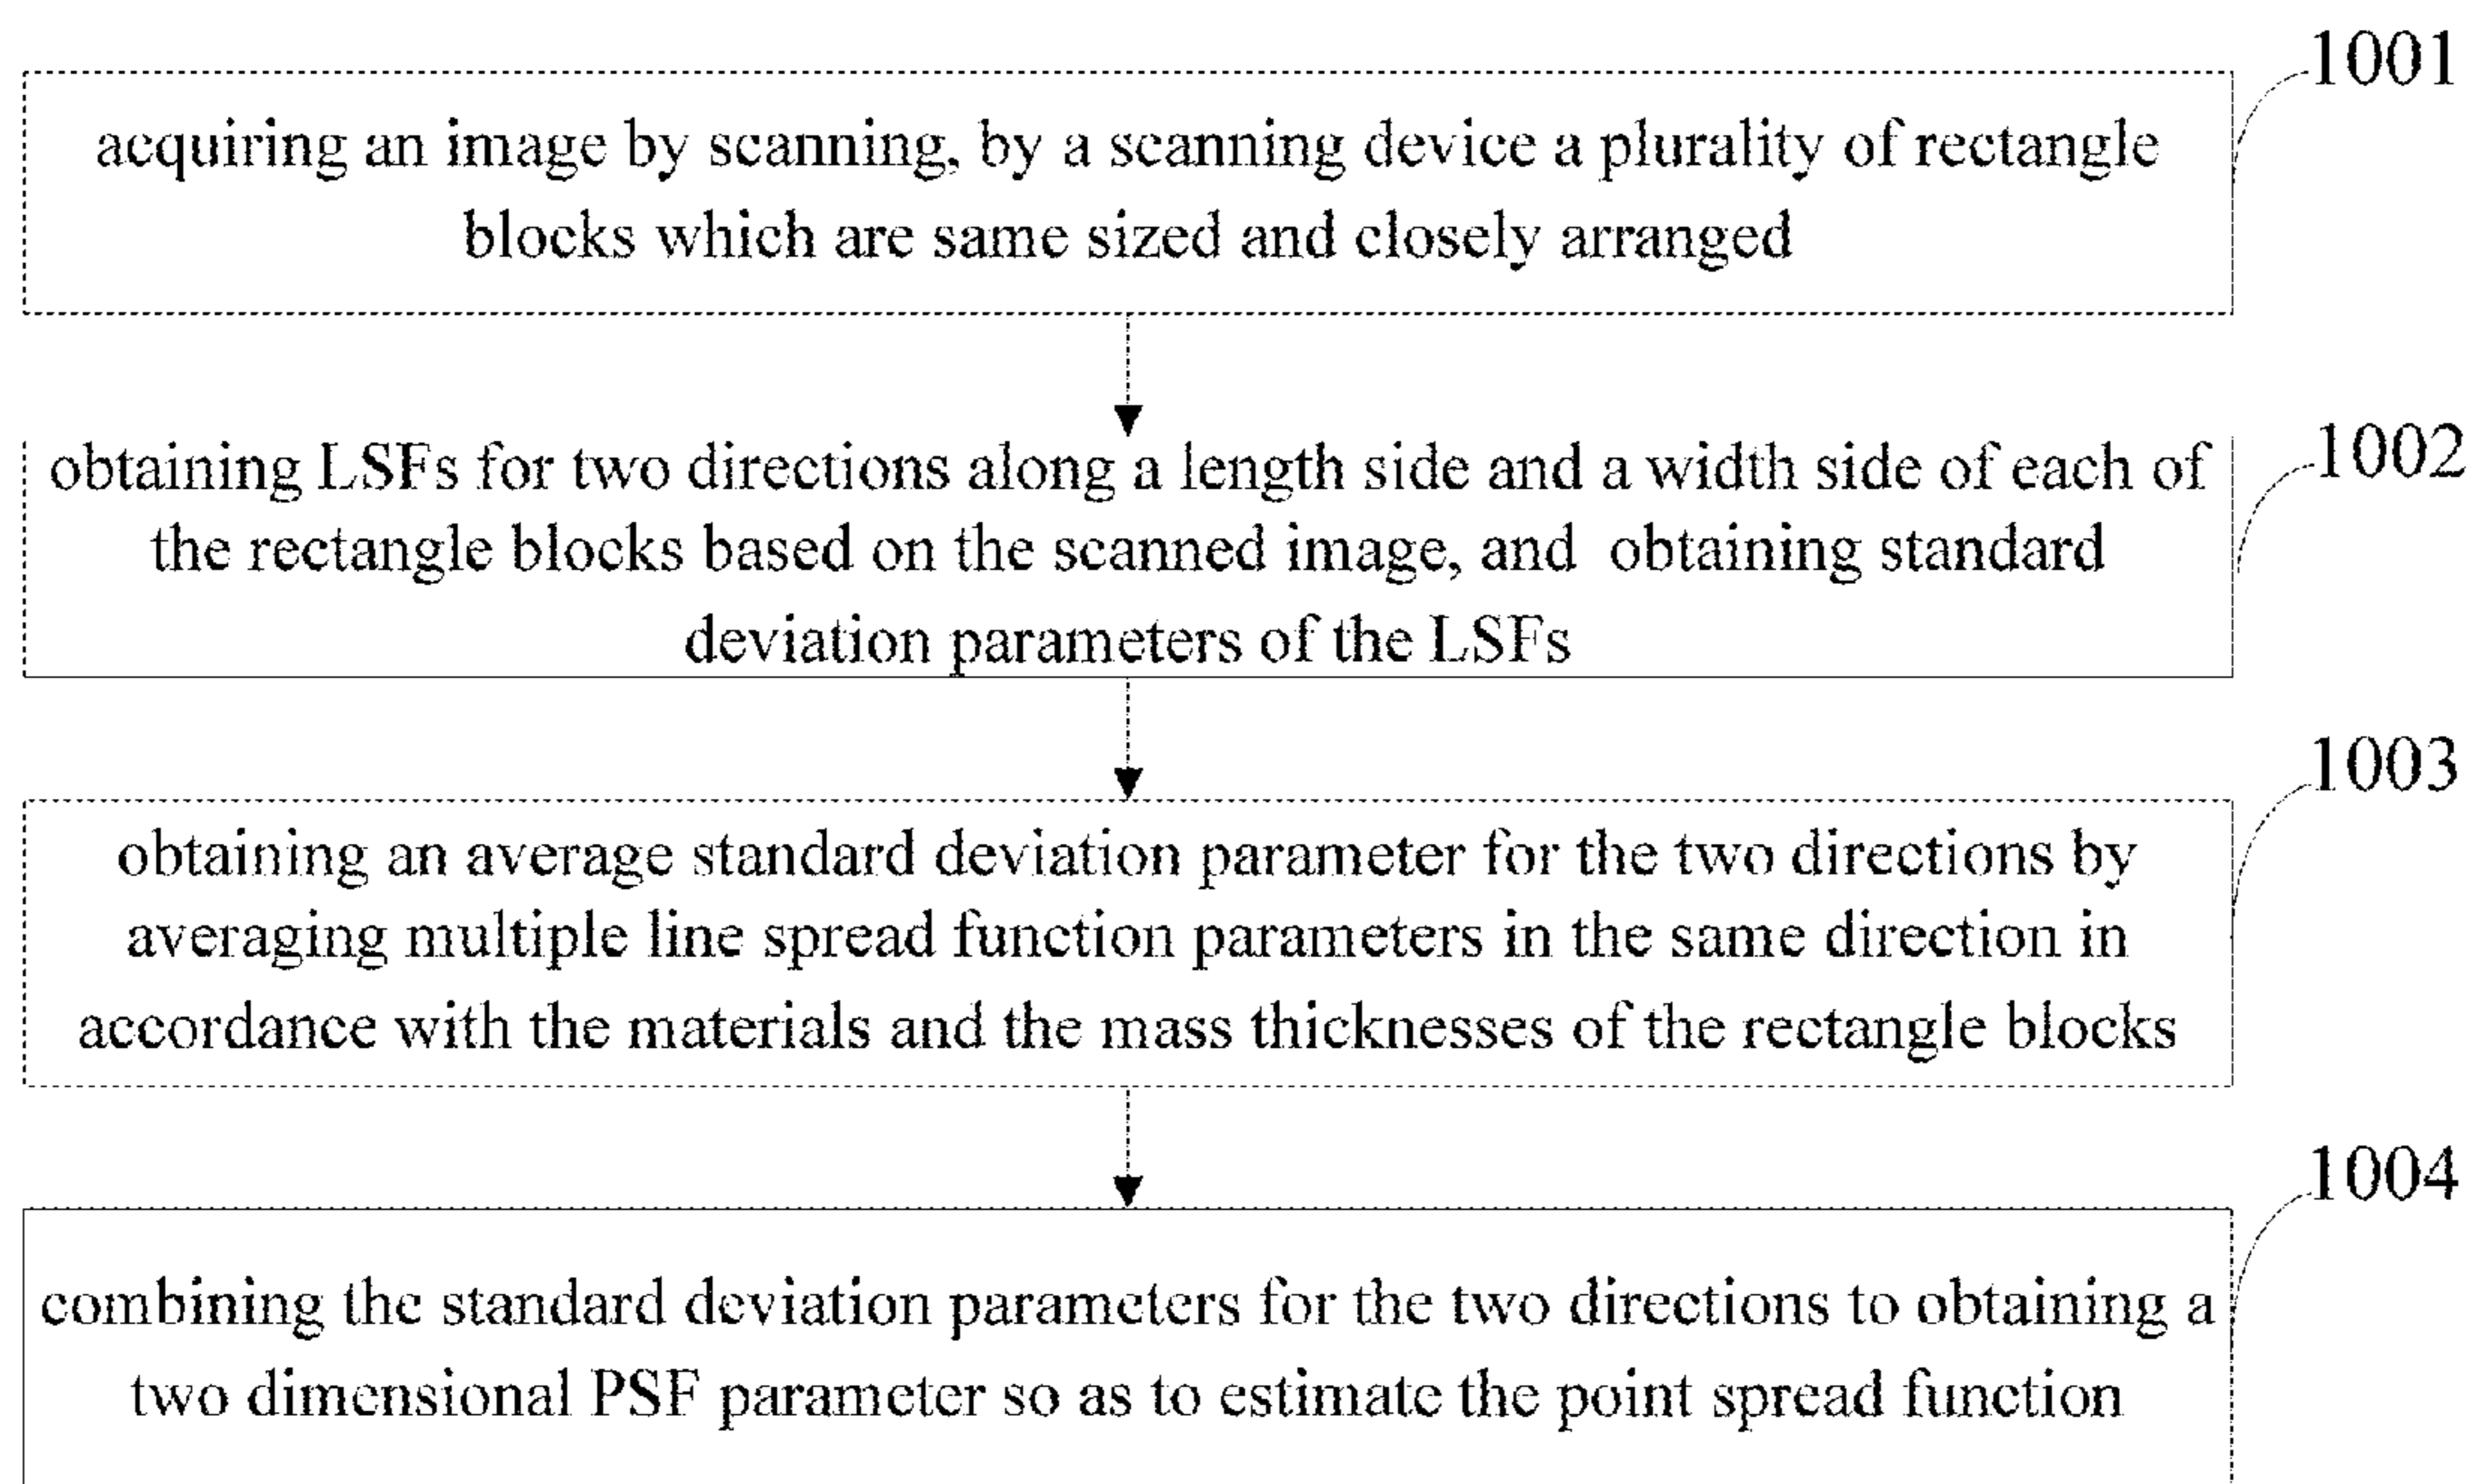 1001
acquiring an image by scanning, by a scanning device a plurality of rectangle
blocks which are same sized and closely arranged
1002
obtaining LSFs for two directions along a length side and a width side of each of
the rectangle blocks based on the scanned image, and obtaining standard
deviation parameters of the LSFs
1003
obtaining an average standard deviation parameter for the two directions by
averaging multiple line spread function parameters in the same direction in
accordance with the materials and the mass thicknesses of the rectangle blocks
1004
combining the standard deviation parameters for the two directions to obtaining a
two dimensional PSF parameter so as to estimate the point spread function